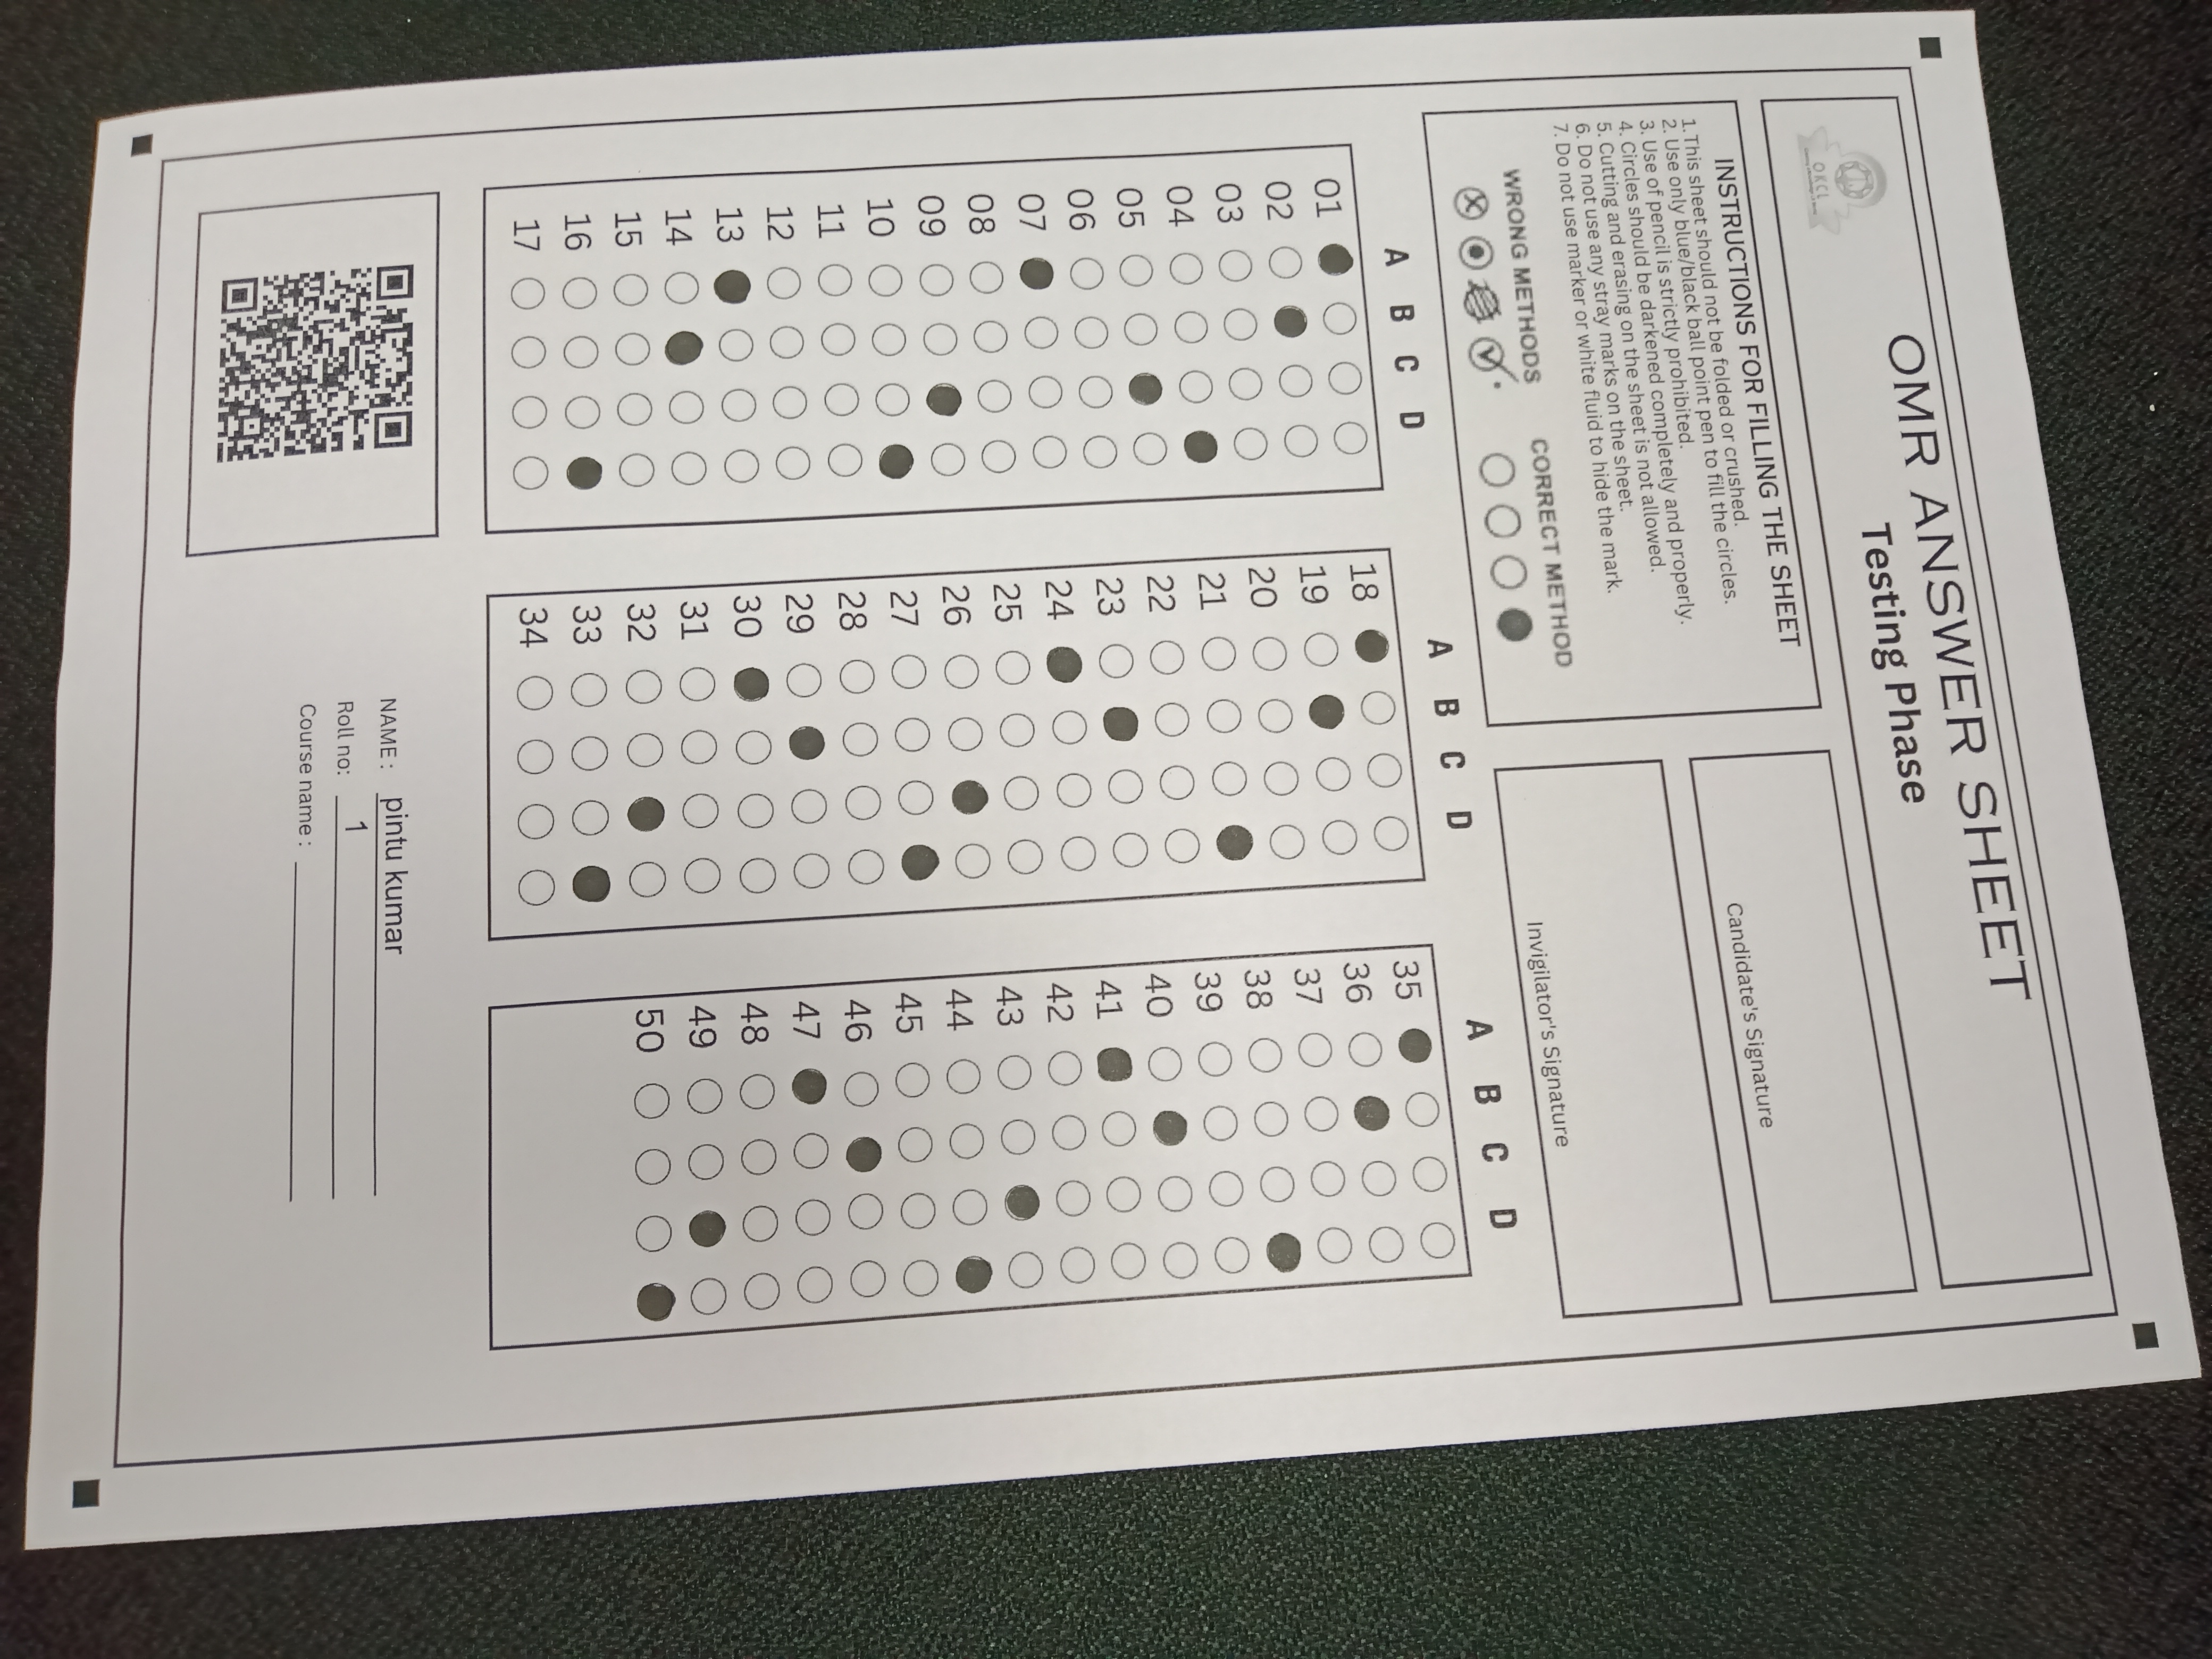 OMR ANSWER SHEET
Testing Phase
OKCL
INSTRUCTIONS FOR FILLING THE SHEET
1. This sheet should not be folded or crushed.
2. Use only blue/black ball point pen to fill the circles.
3. Use of pencil is strictly prohibited.
4. Circles should be darkened completely and properly.
5. Cutting and erasing on the sheet is not allowed.
6. Do not use any stray marks on the sheet.
7. Do not use marker or white fluid to hide the mark.
WRONG METHODS
CORRECT METHOD
Candidate's Signature
Invigilator's Signature
A B C D
01
02
03
04
05
06
07
08
09
10
11
12
13
14
15
16
17
A B C D
18
19
20
21
22
23
24
25
26
27
28
29
30
31
32
33
34
A B C D
35
36
37
38
39
40
41
42
43
44
45
46
47
48
49
50
NAME : pintu kumar
Roll no: 1
Course name :